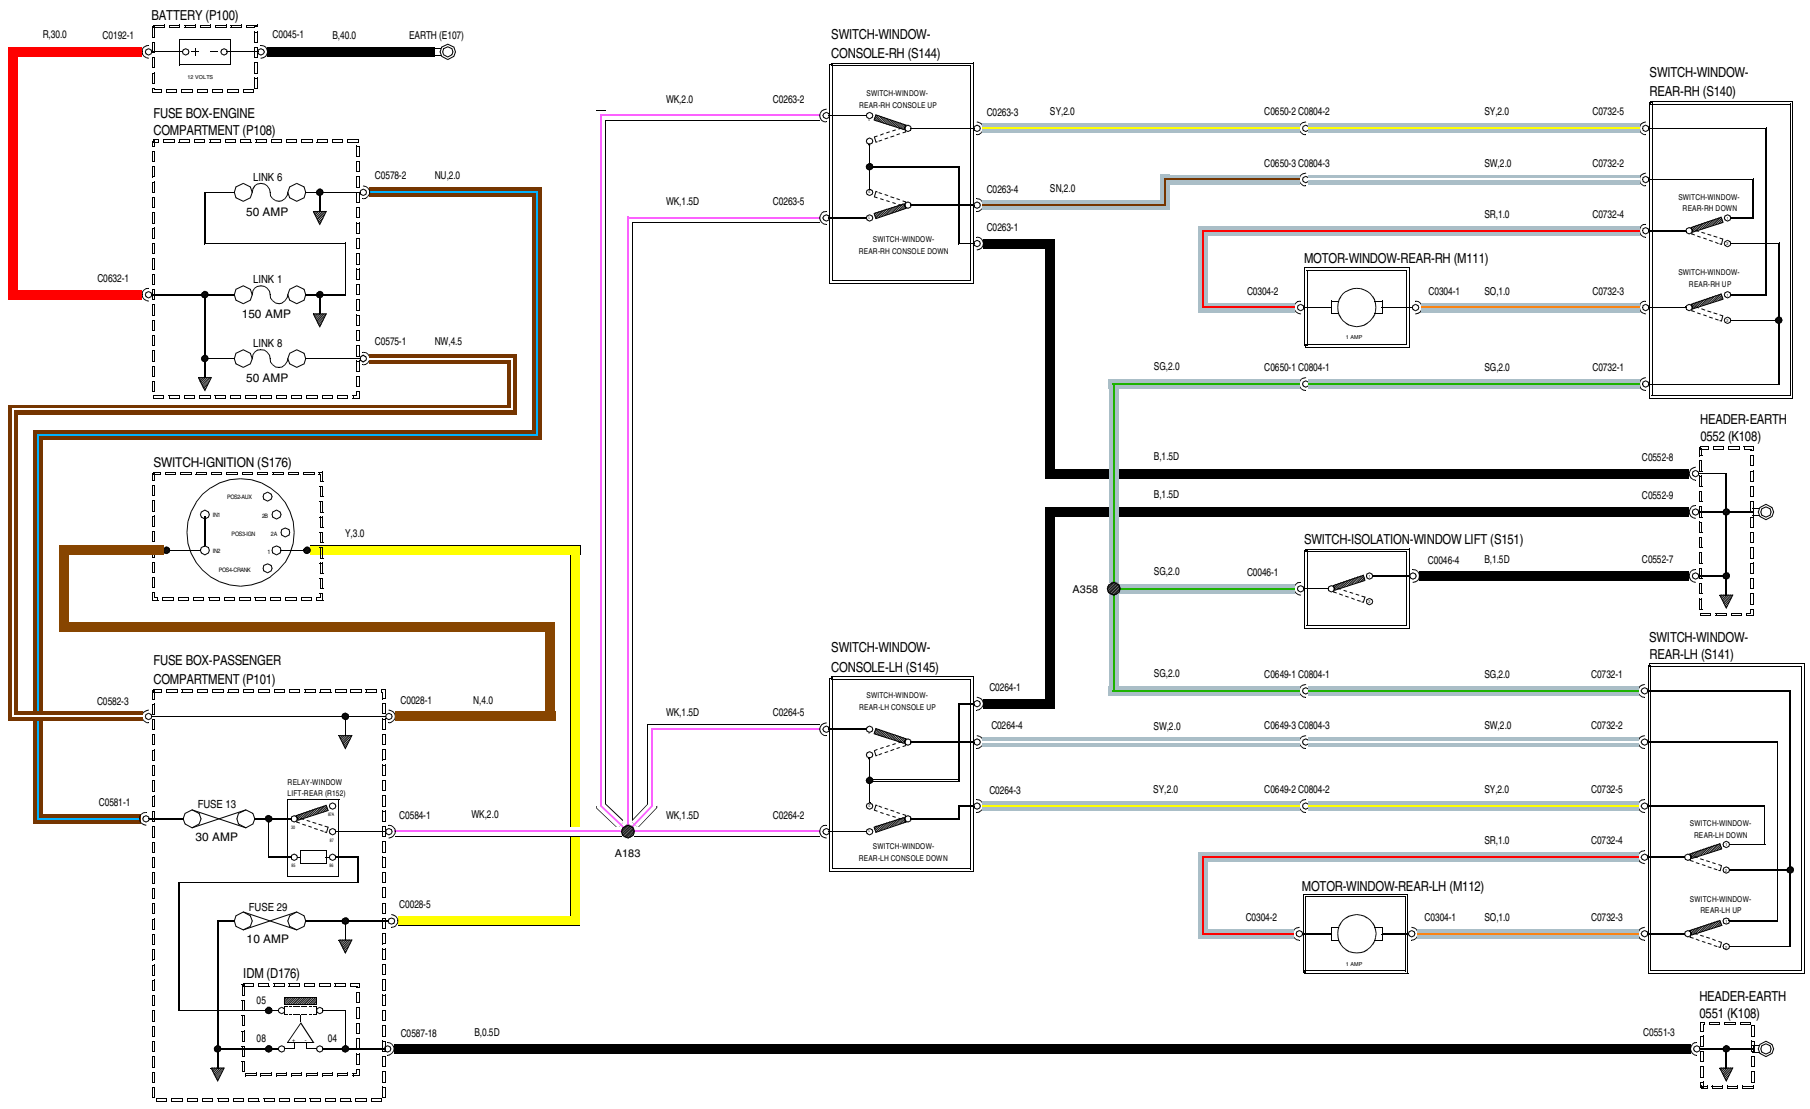 BATTERY (P100)
R,30.0
C0192-1
C0045-1
B,40.0
EARTH (E107)
12 VOLTS
FUSE BOX-ENGINE
COMPARTMENT (P108)
LINK 6
50 AMP
C0578-2
NU,2.0
C0632-1
LINK 1
150 AMP
LINK 8
50 AMP
C0575-1
NW,4.5
SWITCH-IGNITION (S176)
POS2-AUX
IN1
2B
POS3-IGN
2A
IN2
1
POS4-CRANK
Y,3.0
FUSE BOX-PASSENGER
COMPARTMENT (P101)
C0582-3
C0028-1
N,4.0
RELAY-WINDOW
LIFT-REAR (R152)
C0581-1
FUSE 13
30 AMP
30
87A
87
85
86
C0584-1
WK,2.0
A183
FUSE 29
10 AMP
C0028-5
IDM (D176)
05
08
04
C0587-18
B,0.5D
SWITCH-WINDOW-
CONSOLE-RH (S144)
WK,2.0
C0263-2
SWITCH-WINDOW-
REAR-RH CONSOLE UP
C0263-3
SY,2.0
WK,1.5D
C0263-5
C0263-4
SN,2.0
SWITCH-WINDOW-
REAR-RH CONSOLE DOWN
C0263-1
SWITCH-WINDOW-
CONSOLE-LH (S145)
WK,1.5D
C0264-5
SWITCH-WINDOW-
REAR-LH CONSOLE UP
C0264-1
C0264-4
SW,2.0
WK,1.5D
C0264-2
C0264-3
SY,2.0
SWITCH-WINDOW-
REAR-LH CONSOLE DOWN
SWITCH-WINDOW-
REAR-RH (S140)
C0650-2 C0804-2
SY,2.0
C0732-5
C0650-3 C0804-3
SW,2.0
C0732-2
SWITCH-WINDOW-
REAR-RH DOWN
SR,1.0
C0732-4
MOTOR-WINDOW-REAR-RH (M111)
SWITCH-WINDOW-
REAR-RH UP
C0304-2
C0304-1
SO,1.0
C0732-3
1 AMP
SG,2.0
C0650-1 C0804-1
SG,2.0
C0732-1
HEADER-EARTH
0552 (K108)
B,1.5D
C0552-8
B,1.5D
C0552-9
SWITCH-ISOLATION-WINDOW LIFT (S151)
A358
SG,2.0
C0046-1
C0046-4
B,1.5D
C0552-7
SWITCH-WINDOW-
REAR-LH (S141)
SG,2.0
C0649-1 C0804-1
SG,2.0
C0732-1
C0649-3 C0804-3
SW,2.0
C0732-2
C0649-2 C0804-2
SY,2.0
C0732-5
SWITCH-WINDOW-
REAR-LH DOWN
SR,1.0
C0732-4
MOTOR-WINDOW-REAR-LH (M112)
SWITCH-WINDOW-
REAR-LH UP
C0304-2
C0304-1
SO,1.0
C0732-3
1 AMP
HEADER-EARTH
0551 (K108)
C0551-3